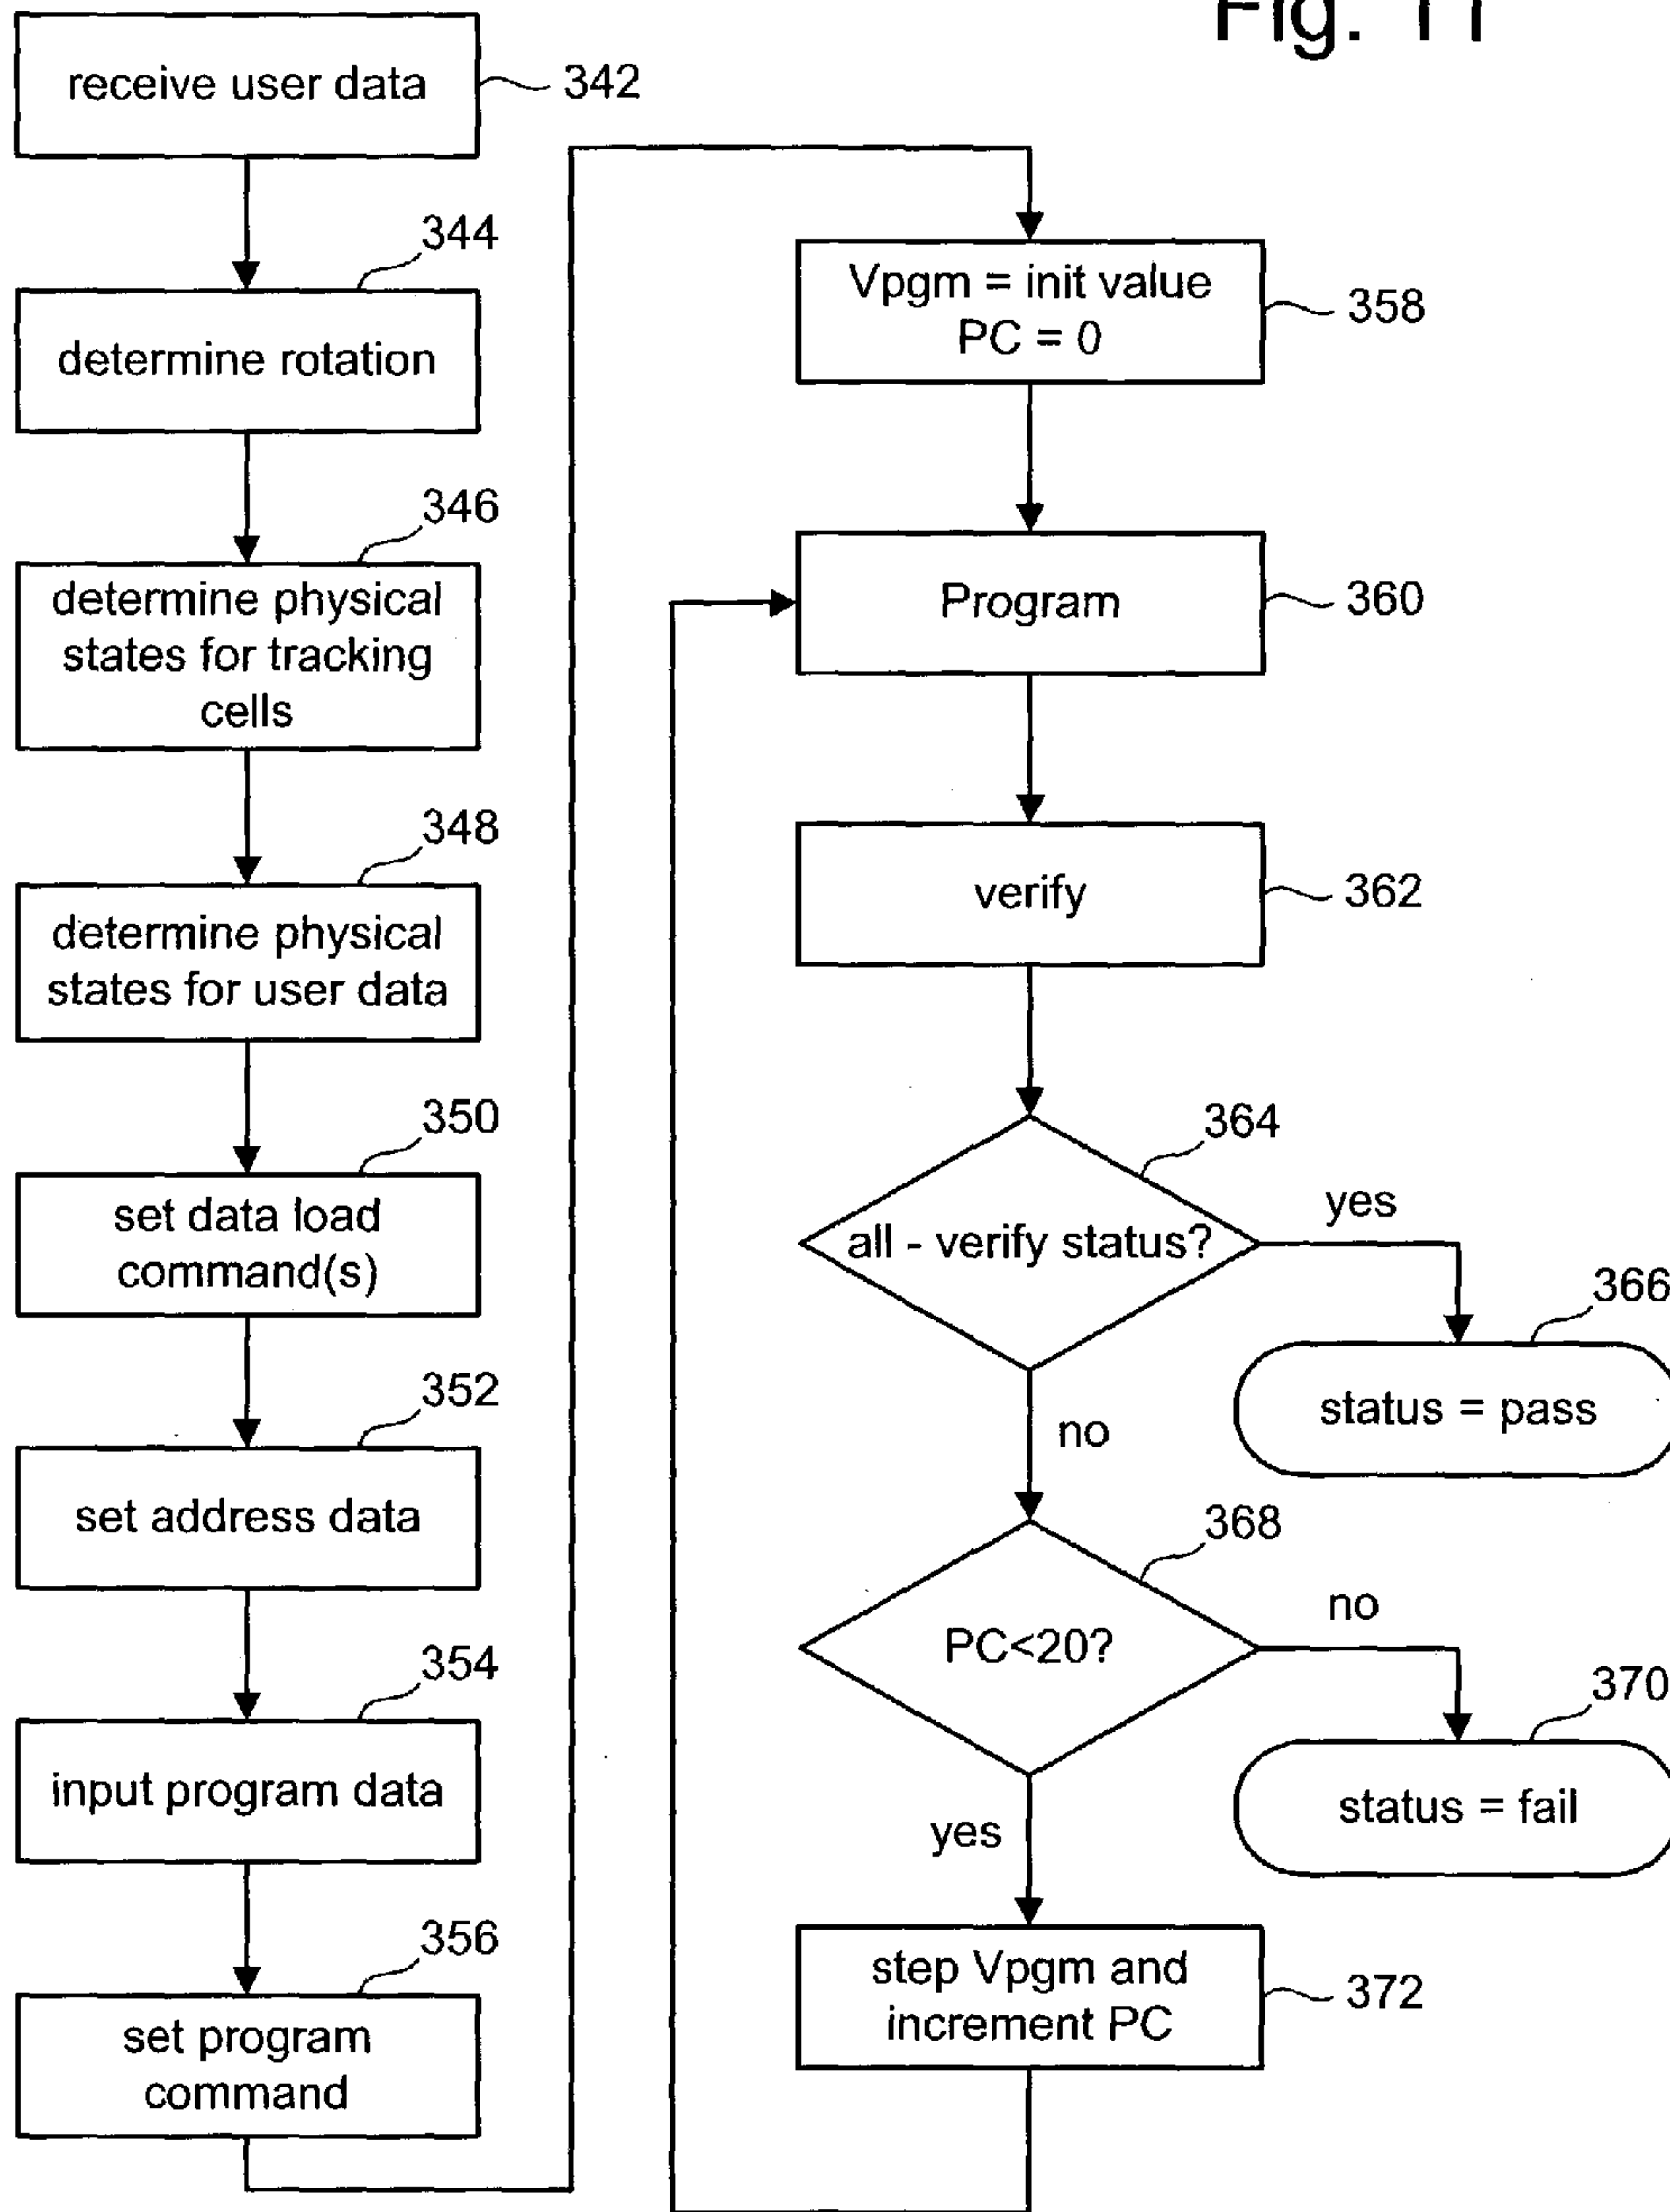 Fig. 11
receive user data
342
344
determine rotation
346
determine physical
states for tracking
cells
348
determine physical
states for user data
350
set data load
command(s)
352
set address data
354
input program data
356
set program
command
Vpgm = init value
PC = 0
358
Program
360
verify
362
364
all - verify status?
yes
366
status = pass
no
368
PC<20?
no
370
status = fail
yes
step Vpgm and
increment PC
372